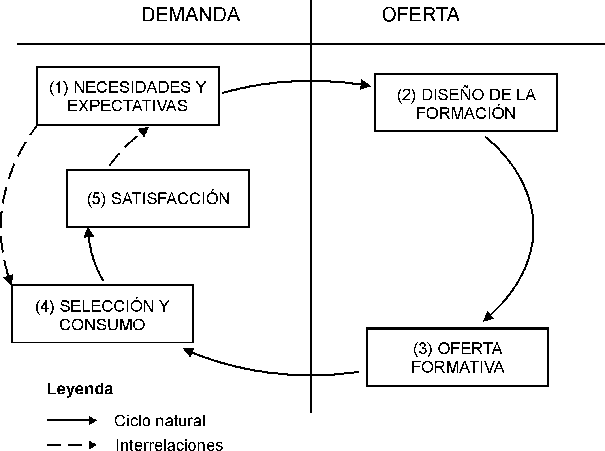 DEMANDA
OFERTA
(1) NECESIDADES Y
EXPECTATIVAS
(2) DISEÑO DE LA
FORMACIÓN
(5) SATISFACCIÓN
(4) SELECCIÓN Y
CONSUMO
(3) OFERTA
FORMATIVA
Leyenda
Ciclo natural
Interrelaciones